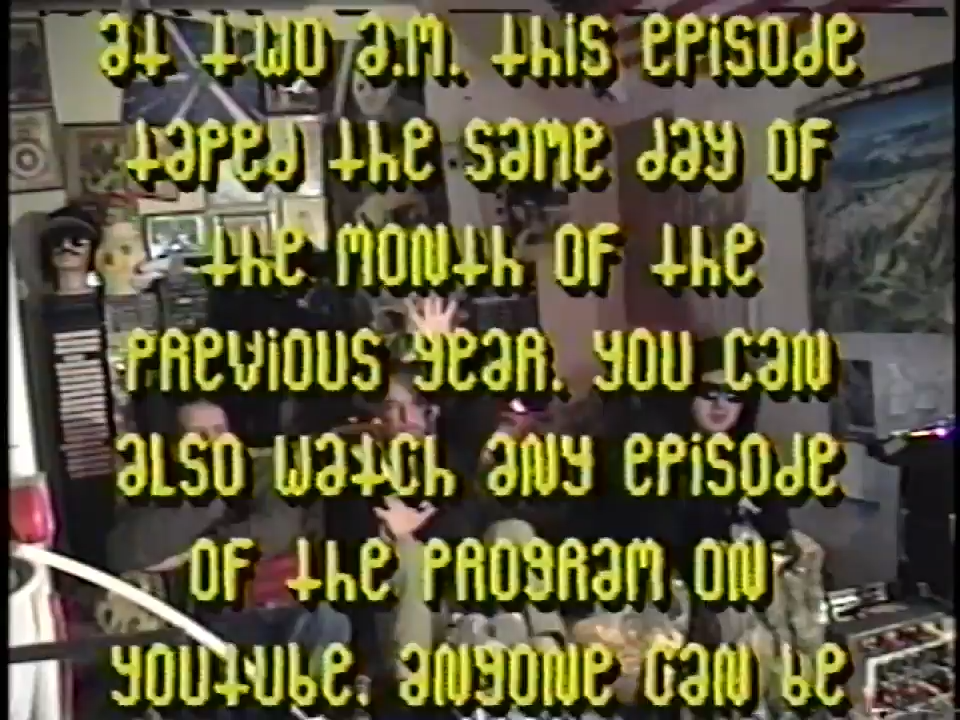 at two a.m. this episode
taped the same day of
the month of the
previous year. you can
also watch any episode
of the program on
youtube. anyone can be